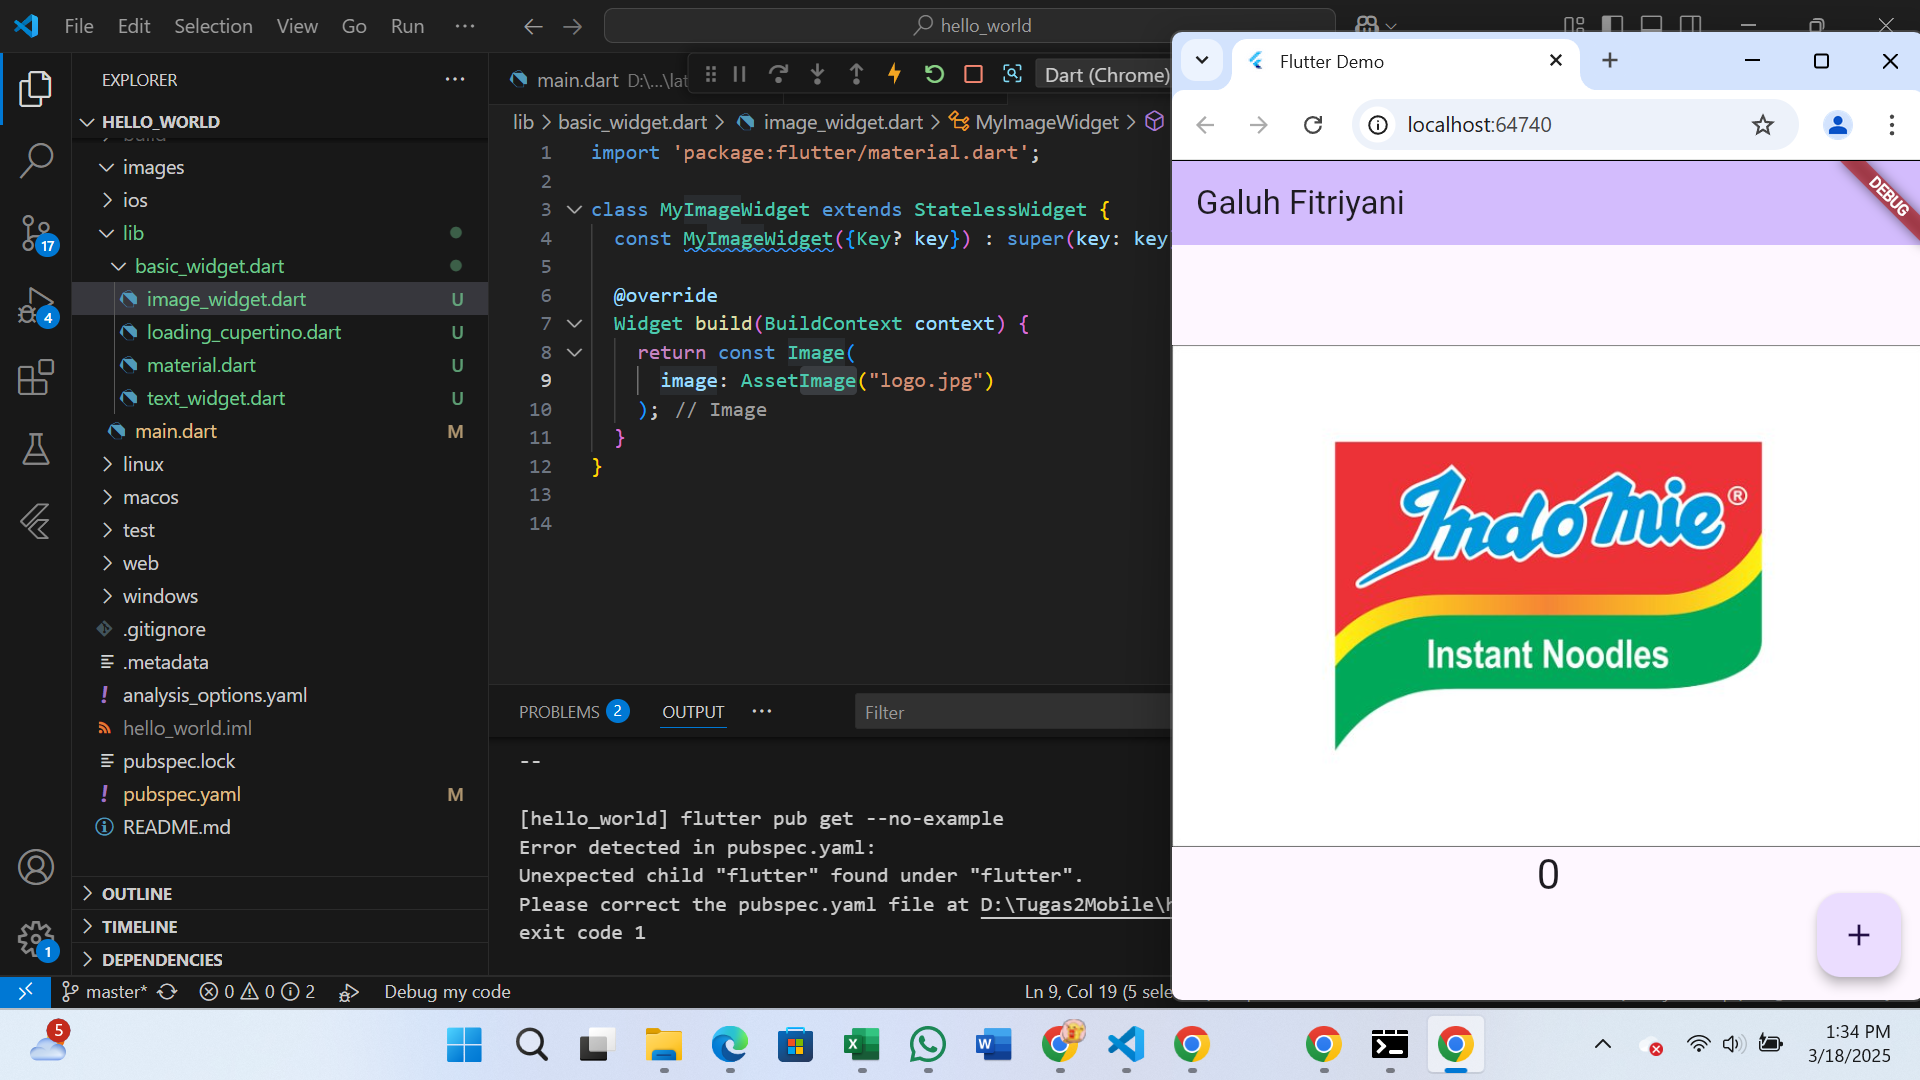 File Edit Selection View Go Run ···
hello_world
EXPLORER ···
HELLO_WORLD
build
images
ios
lib
basic_widget.dart
image_widget.dart U
loading_cupertino.dart U
material.dart U
text_widget.dart U
main.dart M
linux
macos
test
web
windows
.gitignore
.metadata
! analysis_options.yaml
hello_world.iml
pubspec.lock
! pubspec.yaml M
README.md
OUTLINE
TIMELINE
DEPENDENCIES
17
4
1
main.dart D:\...\lat
Dart (Chrome)
lib > basic_widget.dart > image_widget.dart > MyImageWidget >
1 import 'package:flutter/material.dart';
2
3 class MyImageWidget extends StatelessWidget {
4 const MyImageWidget({Key? key}) : super(key: key
5
6 @override
7 Widget build(BuildContext context) {
8 return const Image(
9 image: AssetImage("logo.jpg")
10 ); // Image
11 }
12 }
13
14
PROBLEMS 2 OUTPUT ··· Filter
--
[hello_world] flutter pub get --no-example
Error detected in pubspec.yaml:
Unexpected child "flutter" found under "flutter".
Please correct the pubspec.yaml file at D:\Tugas2Mobile\h
exit code 1
master* 0 0 2 Debug my code Ln 9, Col 19 (5 sele
Flutter Demo
localhost:64740
Galuh Fitriyani
DEBUG
Indomie ®
Instant Noodles
0
+
5
1:34 PM
3/18/2025